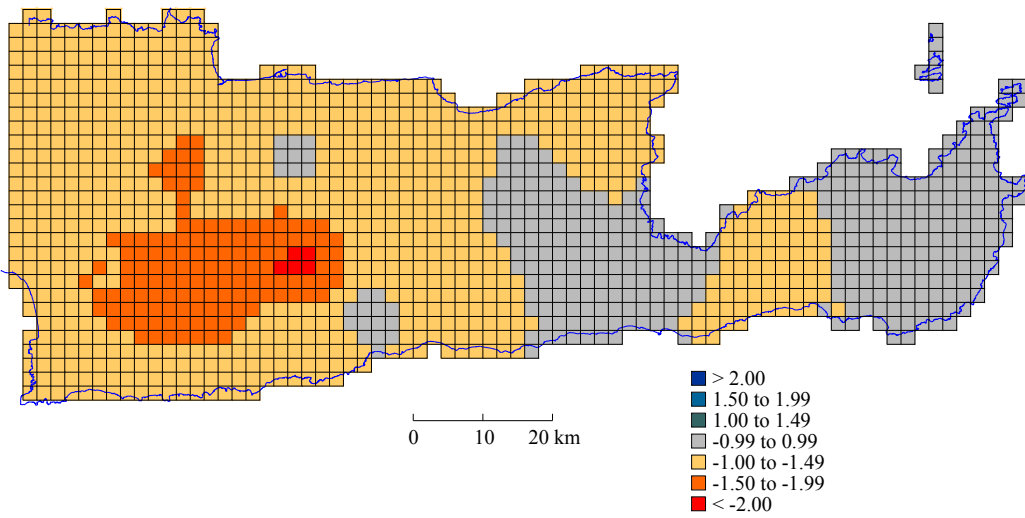 > 2.00
1.50 to 1.99
1.00 to 1.49
-0.99 to 0.99
-1.00 to -1.49
-1.50 to -1.99
< -2.00
0 10 20 km